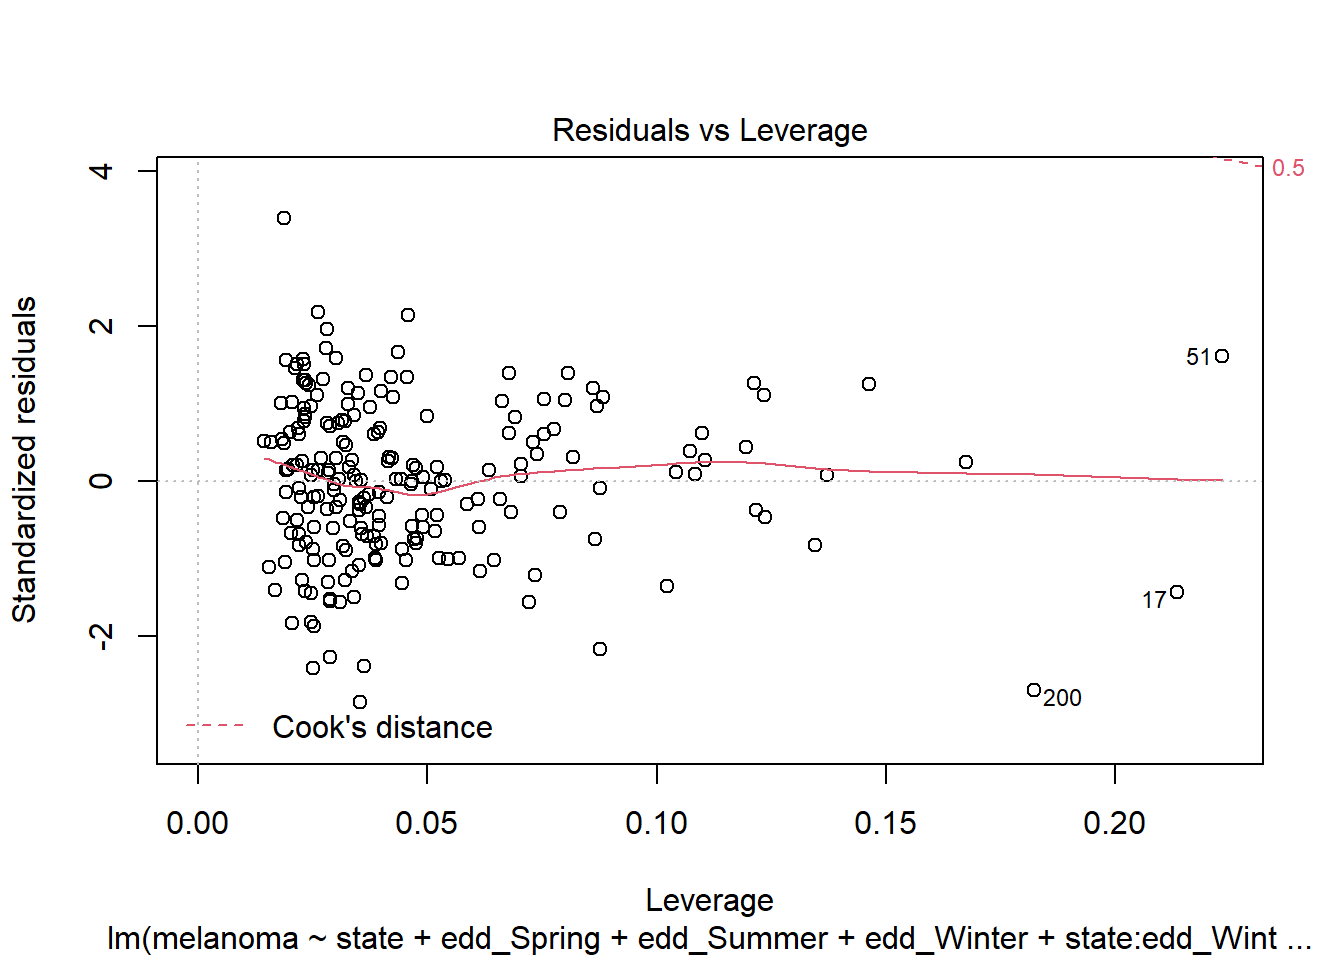 Residuals vs Leverage
Standardized residuals
4
2
0
-2
0.5
51
17
200
Cook's distance
0.00 0.05 0.10 0.15 0.20
Leverage
lm(melanoma ~ state + edd_Spring + edd_Summer + edd_Winter + state:edd_Wint ...